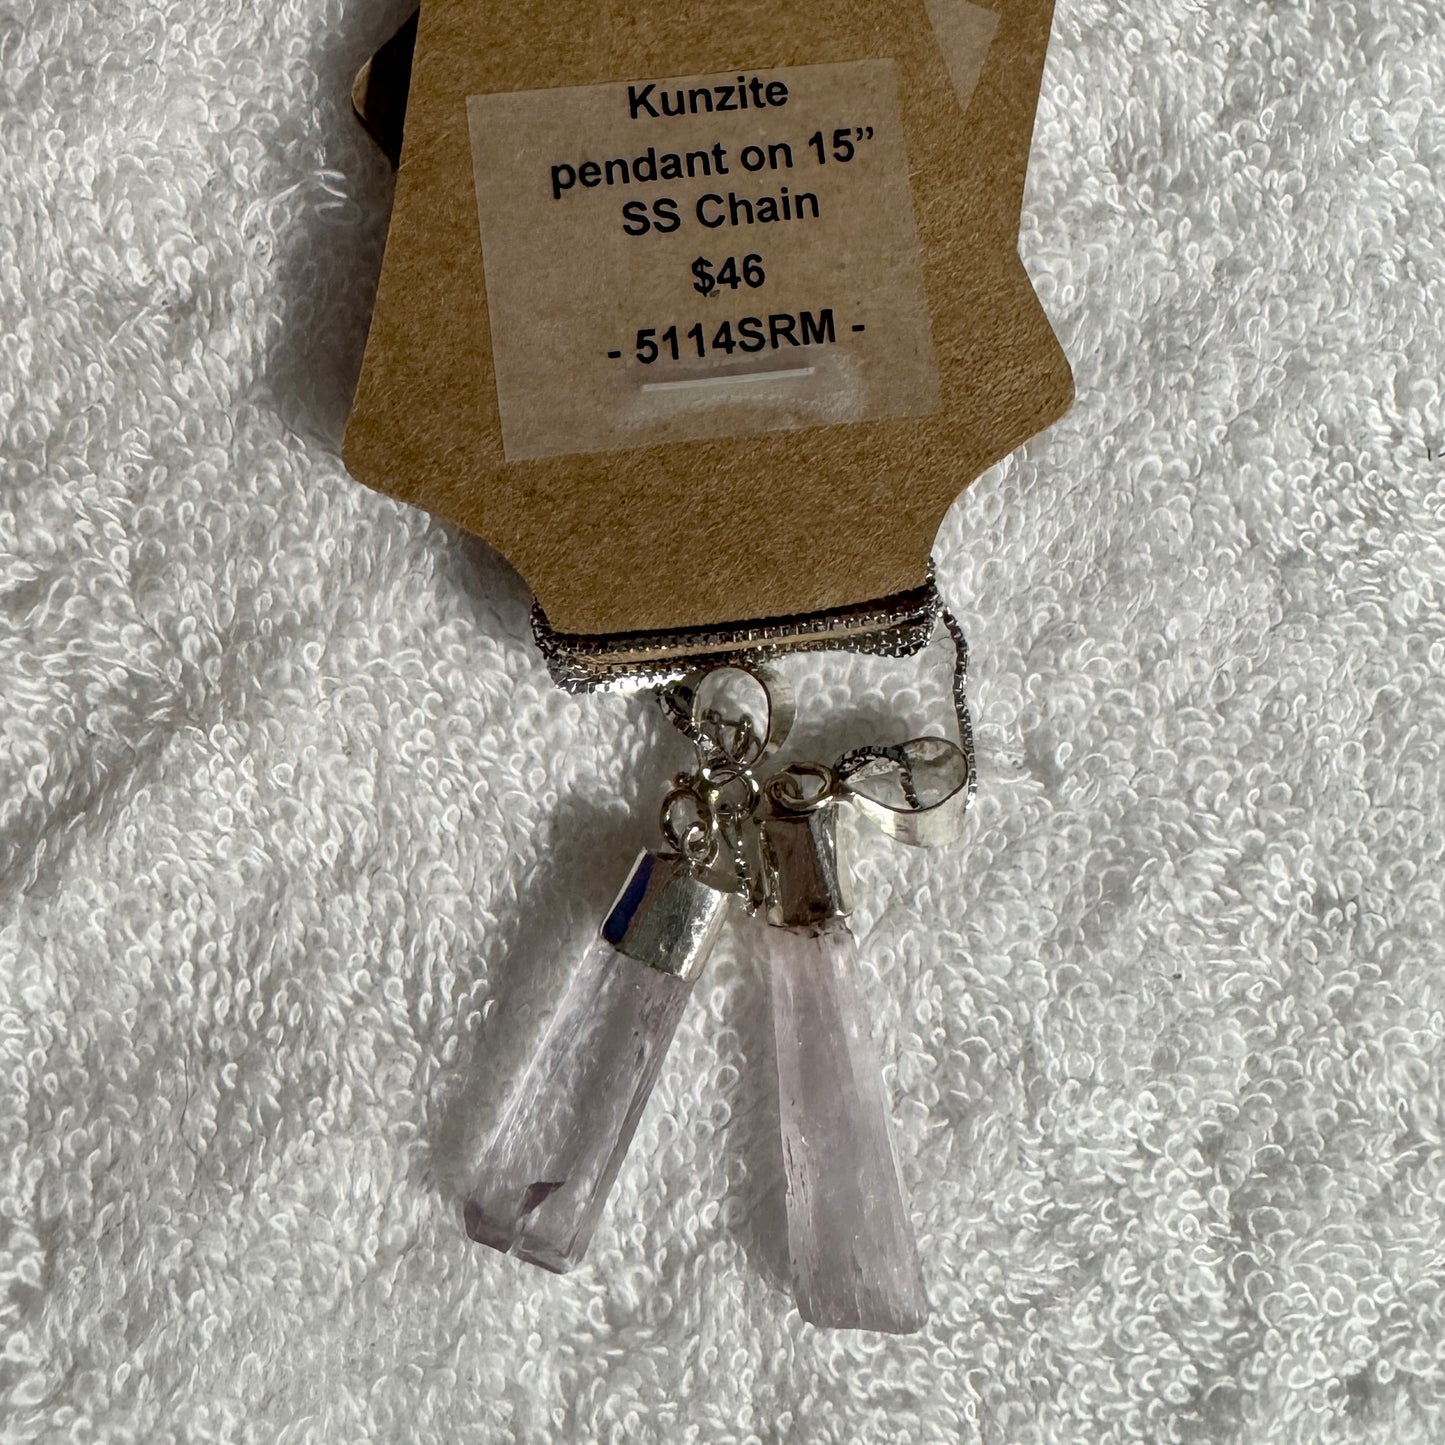 Kunzite
pendant on 15”
SS Chain
$46
- 5114SRM -